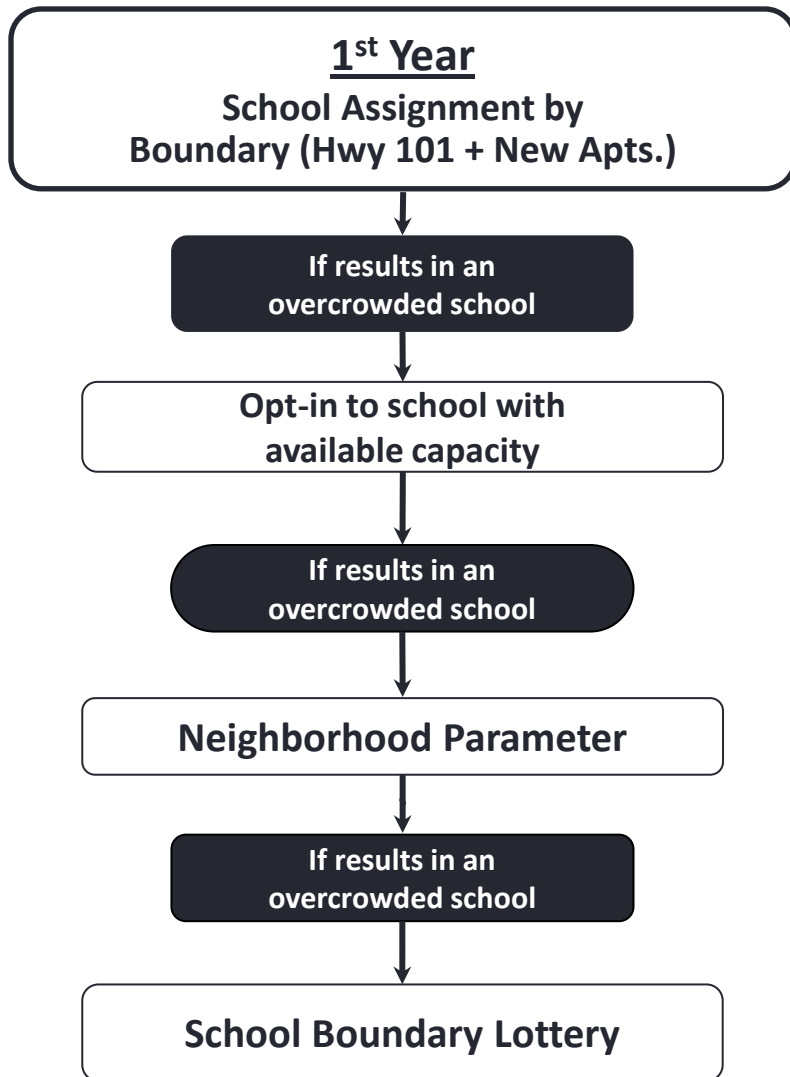 1st Year
School Assignment by
Boundary (Hwy 101 + New Apts.)
If results in an
overcrowded school
Opt-in to school with
available capacity
If results in an
overcrowded school
Neighborhood Parameter
If results in an
overcrowded school
School Boundary Lottery